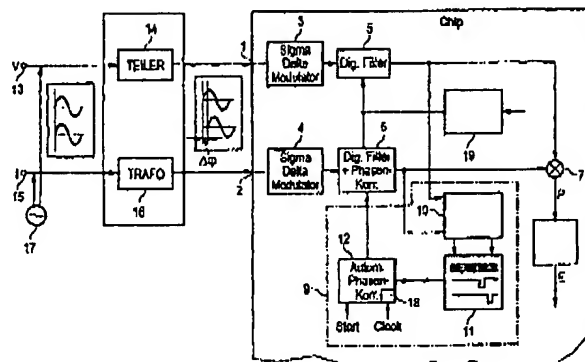 Chip
14
3
5
V
TEILER
1
Sigma
Delta
Modulator
Dig. Filter
13
4
6
19
Δφ
I
TRAFO
Sigma
Delta
Modulator
Dig. Filter
+ Phasen-
Korr.
7
15
16
2
P
17
10
12
9
Autom.
Phasen-
Korr.
18
E
11
Start
Clock